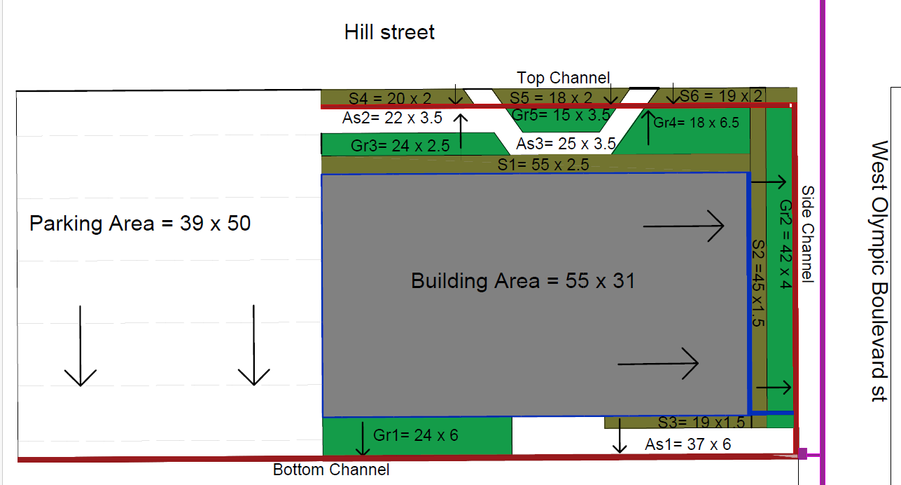 Hill street
Top Channel
S4 = 20 x 2
S5 = 18 x 2
S6 = 19 x 2
As2= 22 x 3.5
Gr5= 15 x 3.5
Gr4= 18 x 6.5
Gr3= 24 x 2.5
As3= 25 x 3.5
S1= 55 x 2.5
Parking Area = 39 x 50
Building Area = 55 x 31
S2 =45 x1.5
Gr2 = 42 x 4
Side Channel
West Olympic Boulevard st
S3= 19 x1.5
Gr1= 24 x 6
As1= 37 x 6
Bottom Channel